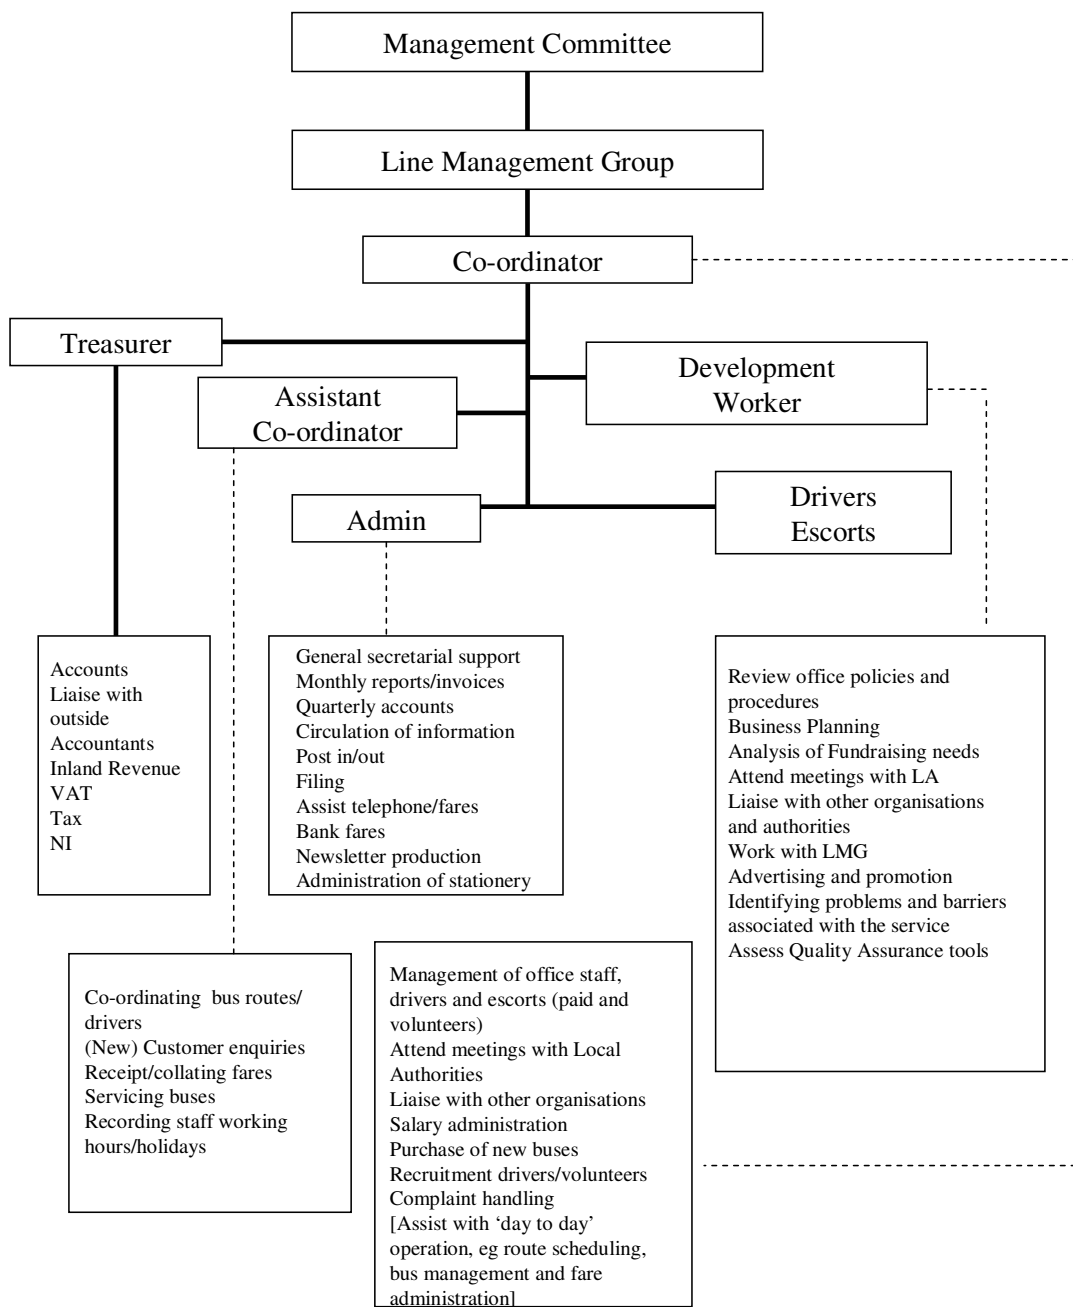 Management Committee
Line Management Group
Co-ordinator
Treasurer
Development
Worker
Assistant
Co-ordinator
Admin
Drivers
Escorts
Accounts
Liaise with
outside
Accountants
Inland Revenue
VAT
Tax
NI
General secretarial support
Monthly reports/invoices
Quarterly accounts
Circulation of information
Post in/out
Filing
Assist telephone/fares
Bank fares
Newsletter production
Administration of stationery
Review office policies and
procedures
Business Planning
Analysis of Fundraising needs
Attend meetings with LA
Liaise with other organisations
and authorities
Work with LMG
Advertising and promotion
Identifying problems and barriers
associated with the service
Assess Quality Assurance tools
Co-ordinating  bus routes/
drivers
(New) Customer enquiries
Receipt/collating fares
Servicing buses
Recording staff working
hours/holidays
Management of office staff,
drivers and escorts (paid and
volunteers)
Attend meetings with Local
Authorities
Liaise with other organisations
Salary administration
Purchase of new buses
Recruitment drivers/volunteers
Complaint handling
[Assist with ‘day to day’
operation, eg route scheduling,
bus management and fare
administration]